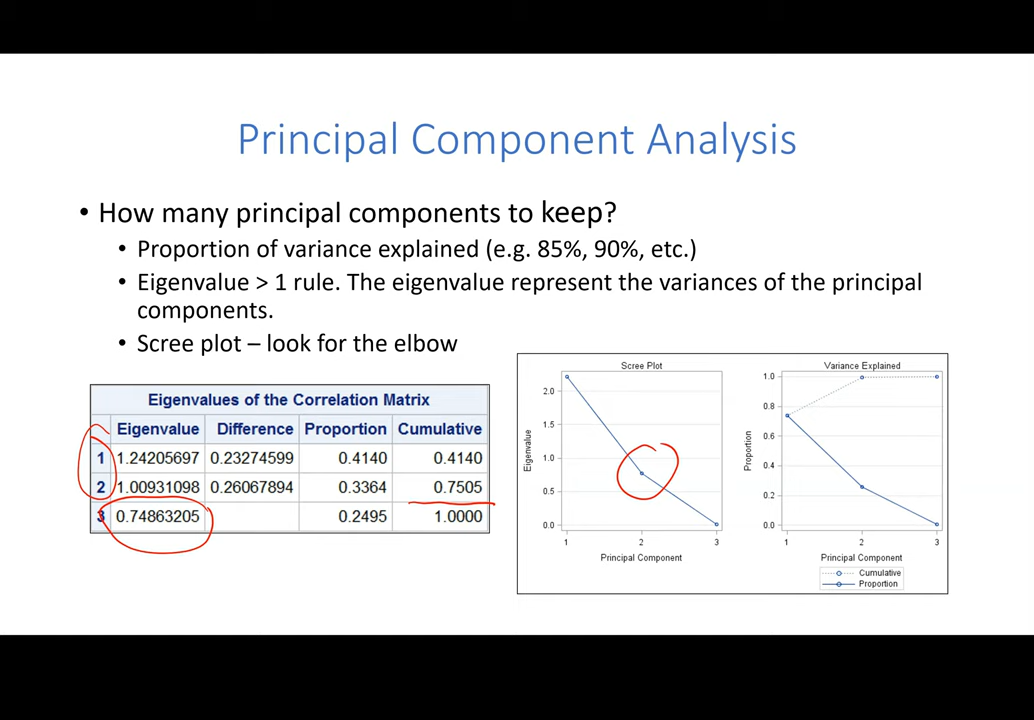 Principal Component Analysis
• How many principal components to keep?
• Proportion of variance explained (e.g. 85%, 90%, etc.)
• Eigenvalue > 1 rule. The eigenvalue represent the variances of the principal
components.
• Scree plot – look for the elbow
Eigenvalues of the Correlation Matrix
Eigenvalue Difference Proportion Cumulative
1 1.24205697 0.23274599 0.4140 0.4140
2 1.00931098 0.26067894 0.3364 0.7505
3 0.74863205 0.2495 1.0000
Scree Plot
2.0
1.5
1.0
0.5
0.0
Eigenvalue
1 2 3
Principal Component
Variance Explained
1.0
0.8
0.6
0.4
0.2
0.0
Proportion
1 2 3
Principal Component
Cumulative
Proportion